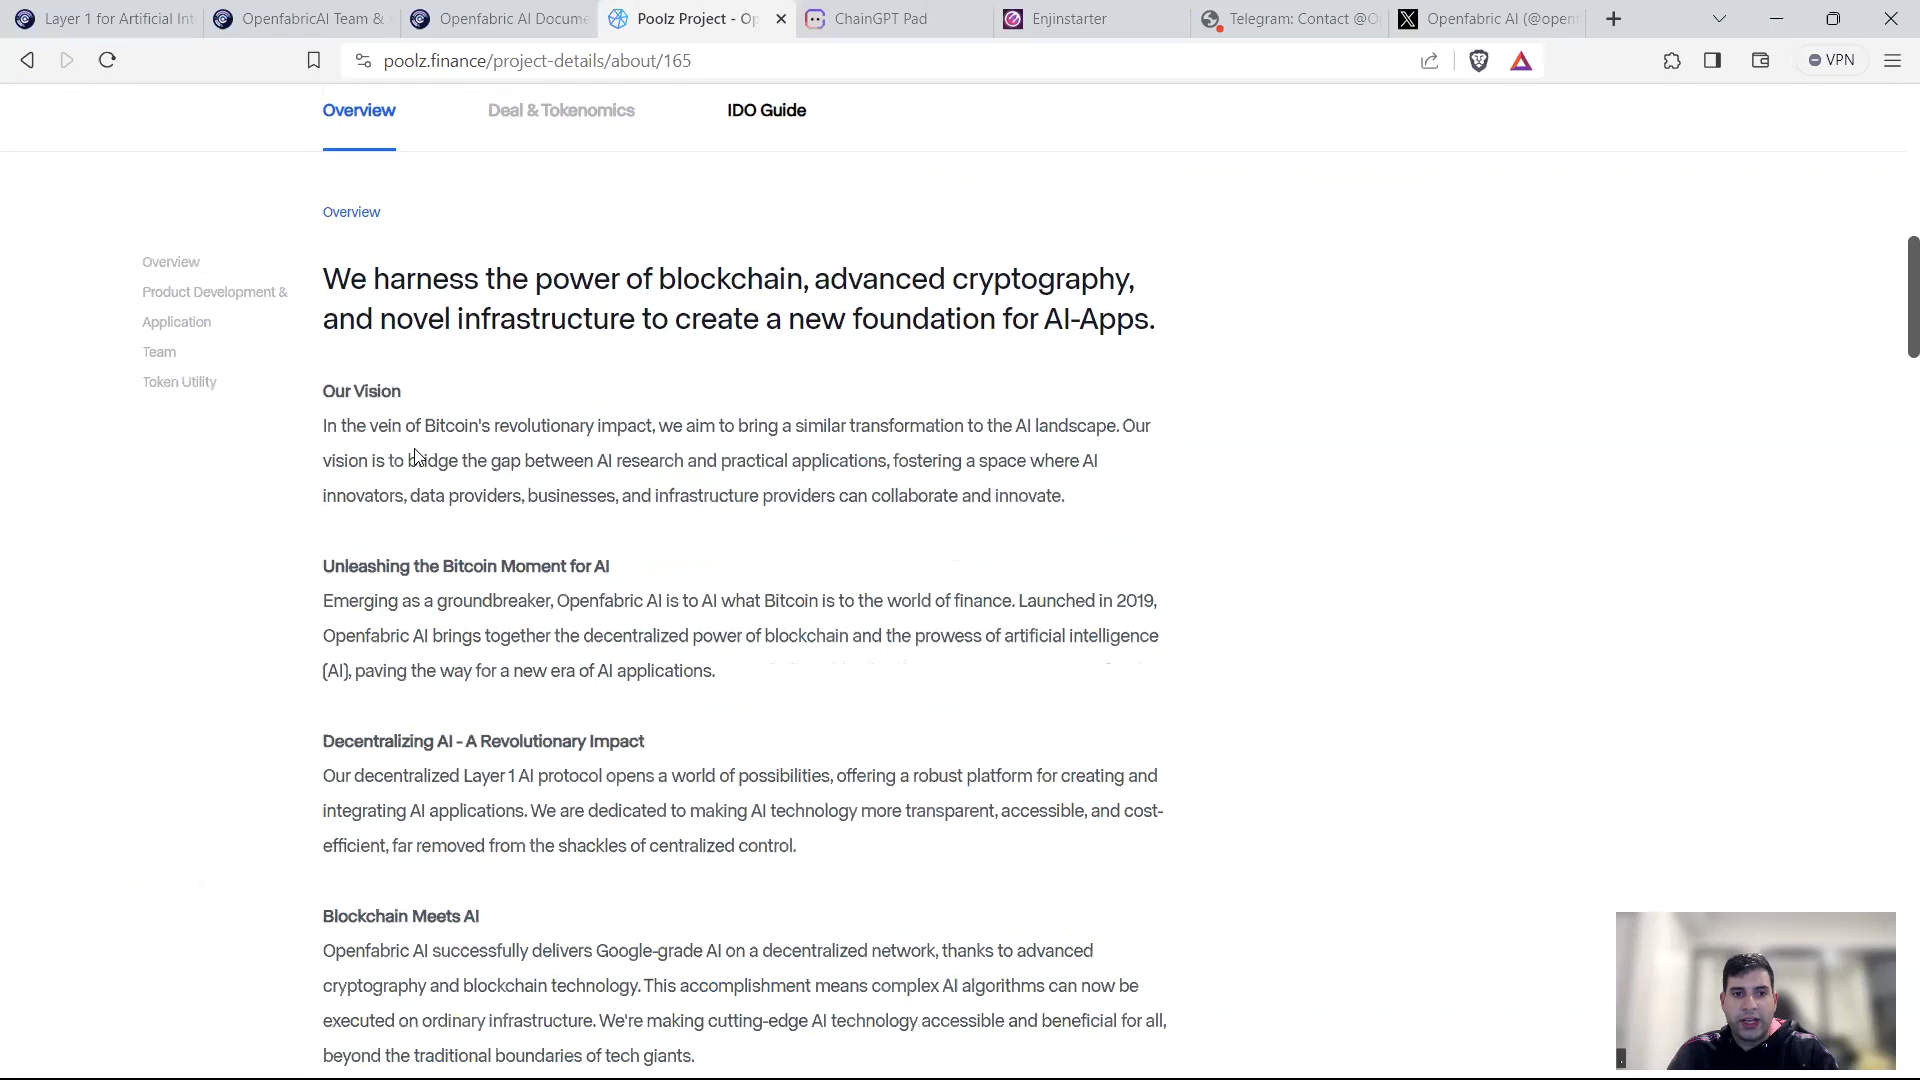 Layer 1 for Artificial Int
OpenfabricAI Team &
Openfabric AI Docume
Poolz Project - Op
ChainGPT Pad
Enjinstarter
Telegram: Contact @O
Openfabric AI (@openf
poolz.finance/project-details/about/165
VPN
Overview
Deal & Tokenomics
IDO Guide
Overview
Overview
Product Development &
Application
Team
Token Utility
We harness the power of blockchain, advanced cryptography,
and novel infrastructure to create a new foundation for AI-Apps.
Our Vision
In the vein of Bitcoin's revolutionary impact, we aim to bring a similar transformation to the AI landscape. Our
vision is to bridge the gap between AI research and practical applications, fostering a space where AI
innovators, data providers, businesses, and infrastructure providers can collaborate and innovate.
Unleashing the Bitcoin Moment for AI
Emerging as a groundbreaker, Openfabric AI is to AI what Bitcoin is to the world of finance. Launched in 2019,
Openfabric AI brings together the decentralized power of blockchain and the prowess of artificial intelligence
(AI), paving the way for a new era of AI applications.
Decentralizing AI - A Revolutionary Impact
Our decentralized Layer 1 AI protocol opens a world of possibilities, offering a robust platform for creating and
integrating AI applications. We are dedicated to making AI technology more transparent, accessible, and cost-
efficient, far removed from the shackles of centralized control.
Blockchain Meets AI
Openfabric AI successfully delivers Google-grade AI on a decentralized network, thanks to advanced
cryptography and blockchain technology. This accomplishment means complex AI algorithms can now be
executed on ordinary infrastructure. We're making cutting-edge AI technology accessible and beneficial for all,
beyond the traditional boundaries of tech giants.